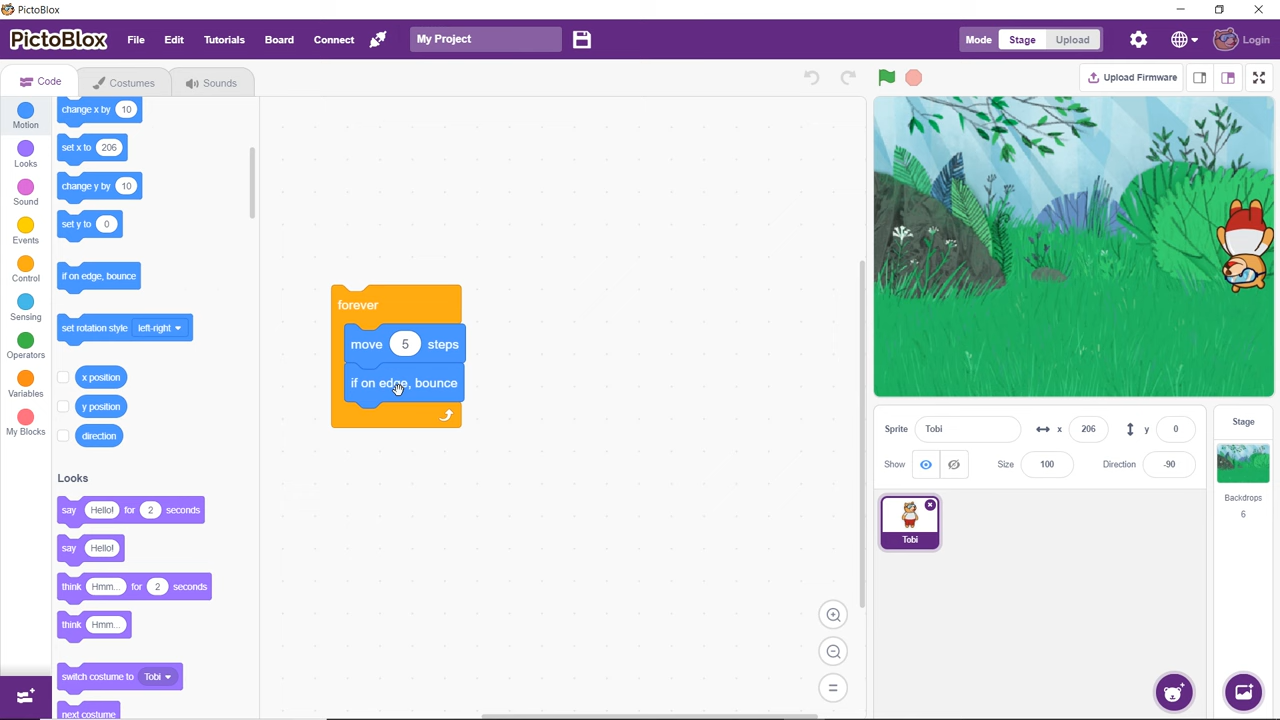 PictoBlox
PictoBlox File Edit Tutorials Board Connect My Project Mode Stage Upload Login
Code Costumes Sounds Upload Firmware
Motion
Looks
Sound
Events
Control
Sensing
Operators
Variables
My Blocks
change x by 10
set x to 206
change y by 10
set y to 0
if on edge, bounce
set rotation style left-right
x position
y position
direction
Looks
say Hello! for 2 seconds
say Hello!
think Hmm... for 2 seconds
think Hmm...
switch costume to Tobi
next costume
forever
move 5 steps
if on edge, bounce
Sprite Tobi x 206 y 0
Show Size 100 Direction -90
Tobi
Stage
Backdrops
6